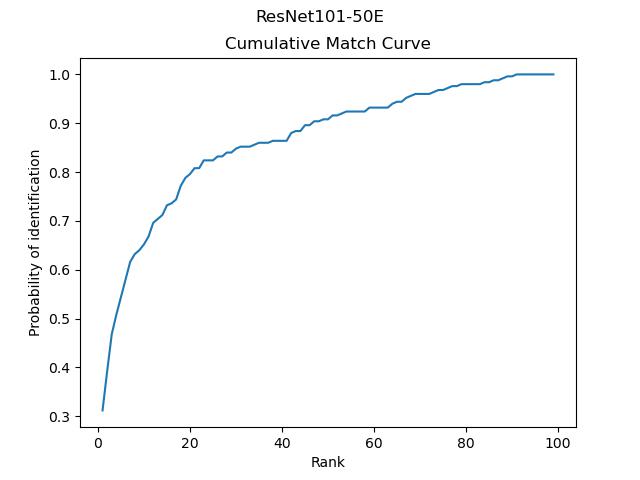 ResNet101-50E
Cumulative Match Curve
1.0
0.9
0.8
0.7
0.6
0.5
0.4
0.3
Probability of identification
0 20 40 60 80 100
Rank